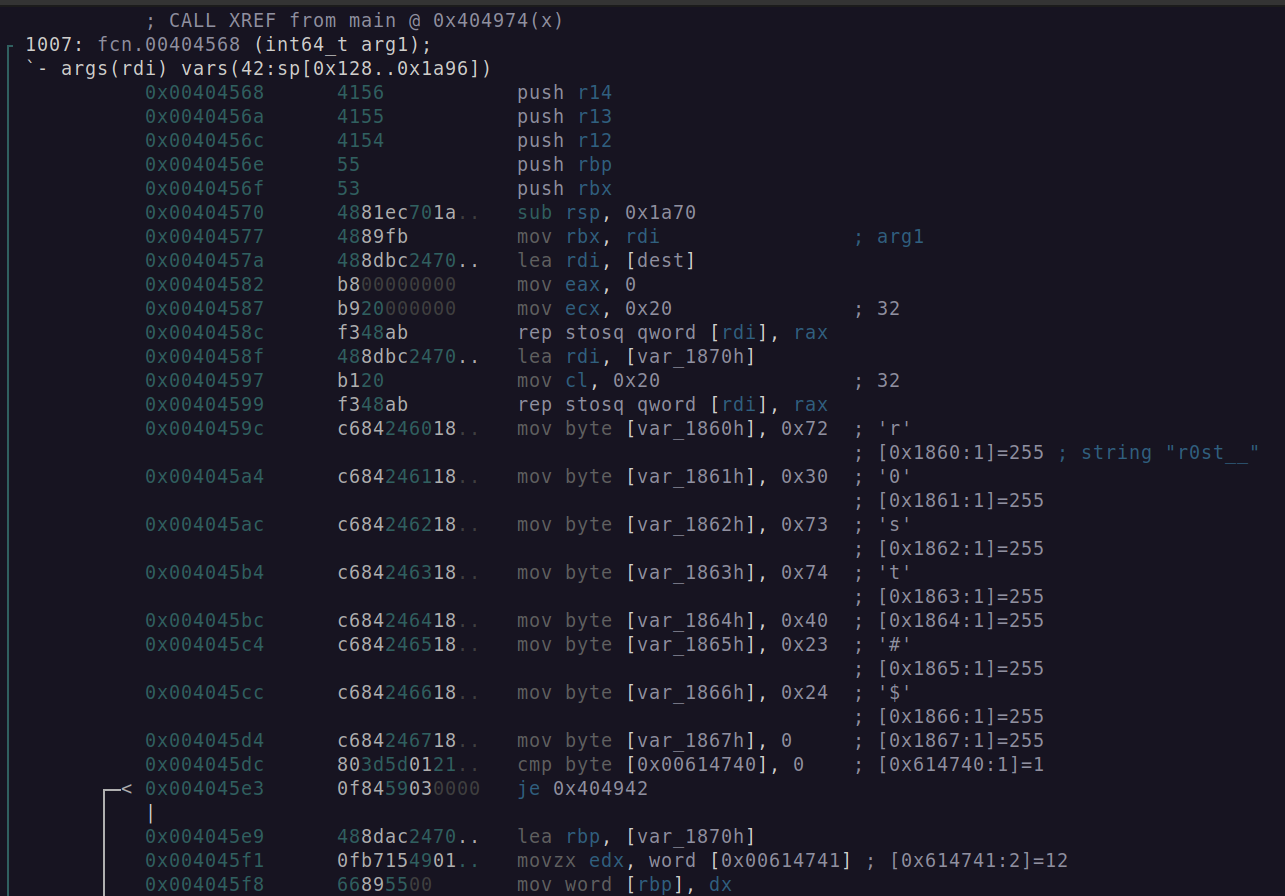 ; CALL XREF from main @ 0x404974(x)
1007: fcn.00404568 (int64_t arg1);
`- args(rdi) vars(42:sp[0x128..0x1a96])
0x00404568 4156 push r14
0x0040456a 4155 push r13
0x0040456c 4154 push r12
0x0040456e 55 push rbp
0x0040456f 53 push rbx
0x00404570 4881ec701a.. sub rsp, 0x1a70
0x00404577 4889fb mov rbx, rdi ; arg1
0x0040457a 488dbc2470.. lea rdi, [dest]
0x00404582 b800000000 mov eax, 0
0x00404587 b920000000 mov ecx, 0x20 ; 32
0x0040458c f348ab rep stosq qword [rdi], rax
0x0040458f 488dbc2470.. lea rdi, [var_1870h]
0x00404597 b120 mov cl, 0x20 ; 32
0x00404599 f348ab rep stosq qword [rdi], rax
0x0040459c c684246018.. mov byte [var_1860h], 0x72 ; 'r'
; [0x1860:1]=255 ; string "r0st__"
0x004045a4 c684246118.. mov byte [var_1861h], 0x30 ; '0'
; [0x1861:1]=255
0x004045ac c684246218.. mov byte [var_1862h], 0x73 ; 's'
; [0x1862:1]=255
0x004045b4 c684246318.. mov byte [var_1863h], 0x74 ; 't'
; [0x1863:1]=255
0x004045bc c684246418.. mov byte [var_1864h], 0x40 ; [0x1864:1]=255
0x004045c4 c684246518.. mov byte [var_1865h], 0x23 ; '#'
; [0x1865:1]=255
0x004045cc c684246618.. mov byte [var_1866h], 0x24 ; '$'
; [0x1866:1]=255
0x004045d4 c684246718.. mov byte [var_1867h], 0 ; [0x1867:1]=255
0x004045dc 803d5d0121.. cmp byte [0x00614740], 0 ; [0x614740:1]=1
< 0x004045e3 0f8459030000 je 0x404942
0x004045e9 488dac2470.. lea rbp, [var_1870h]
0x004045f1 0fb7154901.. movzx edx, word [0x00614741] ; [0x614741:2]=12
0x004045f8 66895500 mov word [rbp], dx